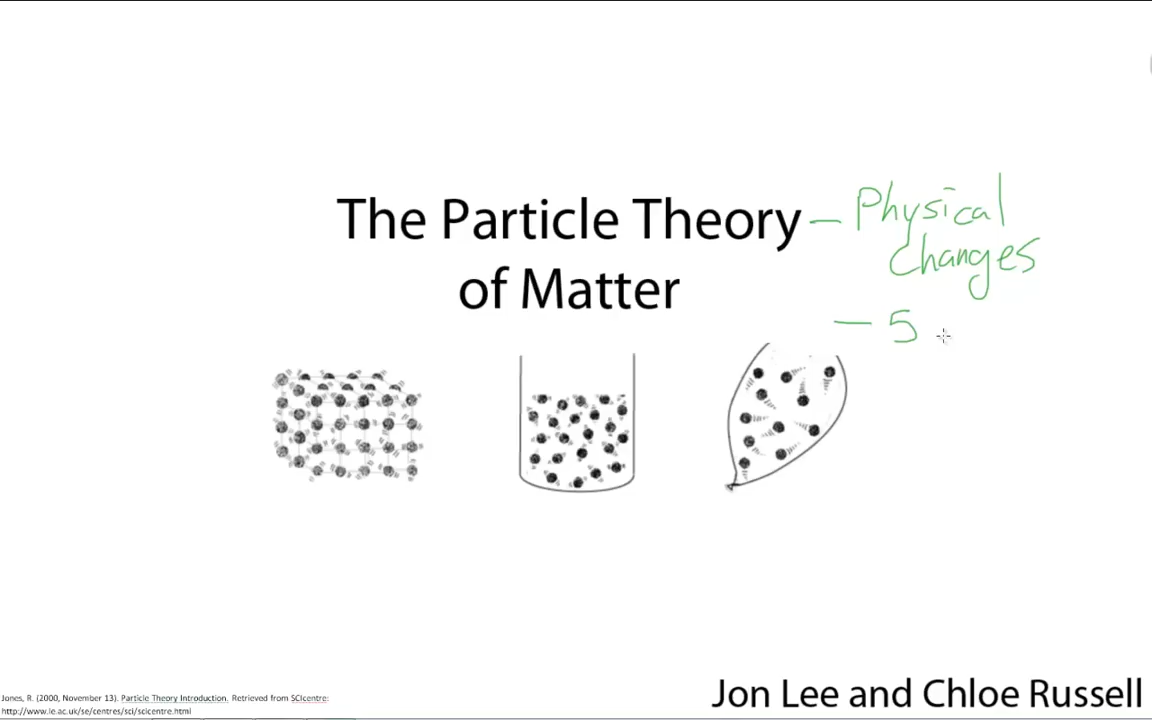 The Particle Theory
of Matter
– Physical
Changes
– 5
Jones, R. (2000, November 13). Particle Theory Introduction. Retrieved from SCIcentre:
http://www.le.ac.uk/se/centres/sci/scicentre.html
Jon Lee and Chloe Russell